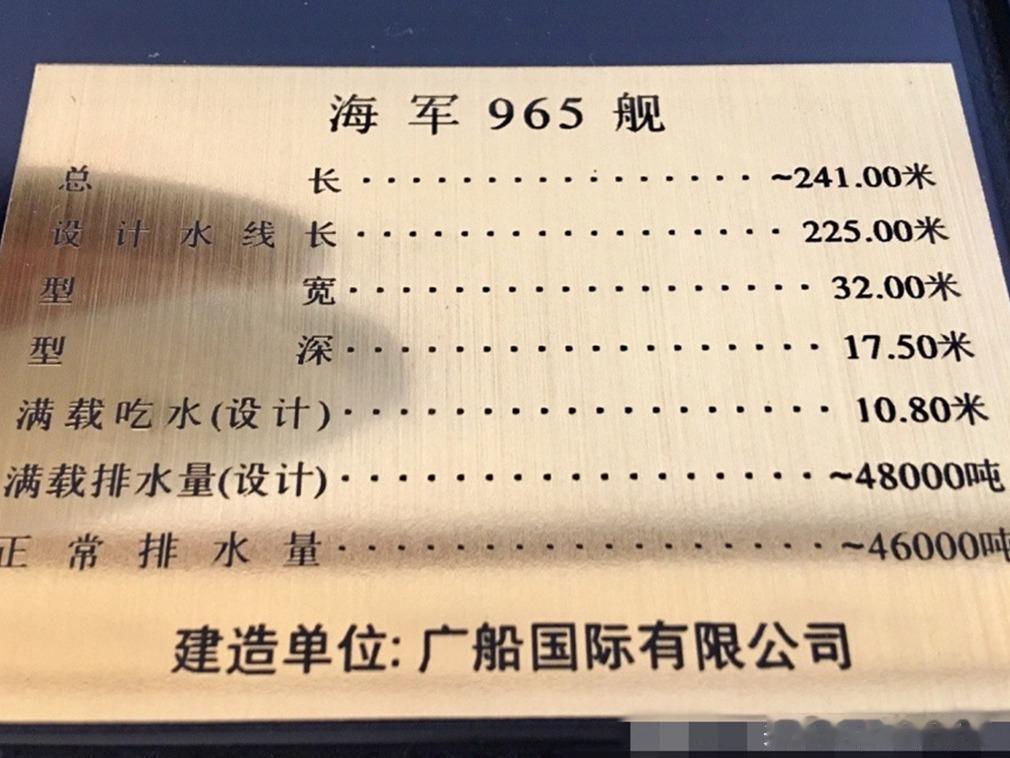 海军965舰
总长················~241.00米
设计水线长·················225.00米
型宽··················32.00米
型深··················17.50米
满载吃水(设计)··················10.80米
满载排水量(设计)·················~48000吨
正常排水量·················~46000吨
建造单位:广船国际有限公司